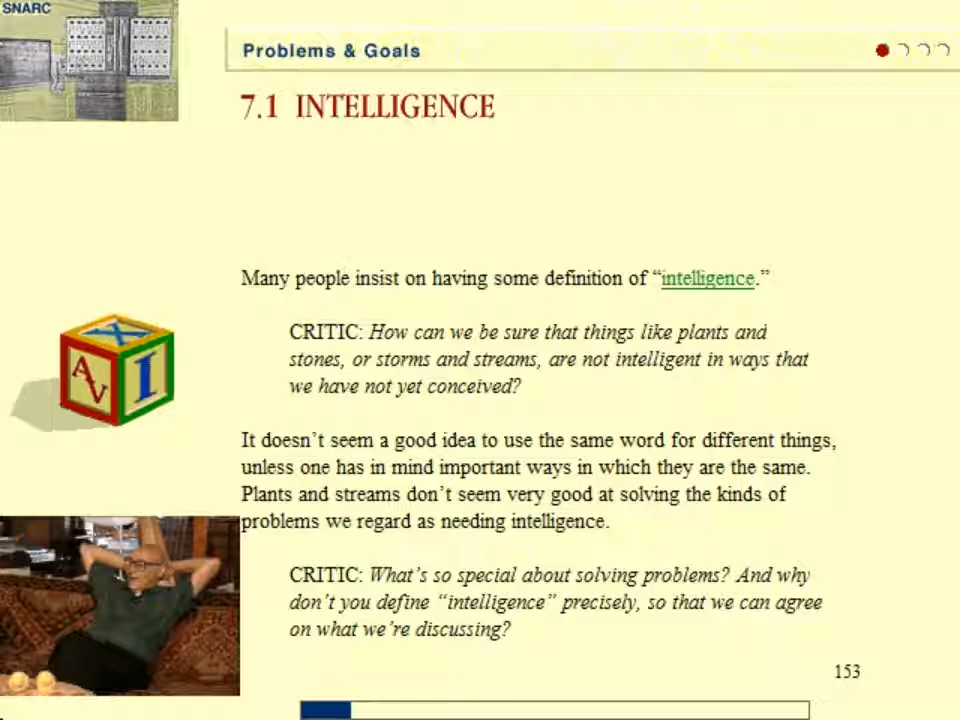 SNARC
Problems & Goals
7.1 INTELLIGENCE
Many people insist on having some definition of “intelligence.”
CRITIC: How can we be sure that things like plants and
stones, or storms and streams, are not intelligent in ways that
we have not yet conceived?
It doesn’t seem a good idea to use the same word for different things,
unless one has in mind important ways in which they are the same.
Plants and streams don’t seem very good at solving the kinds of
problems we regard as needing intelligence.
CRITIC: What’s so special about solving problems? And why
don’t you define “intelligence” precisely, so that we can agree
on what we’re discussing?
153
X
A
V
I